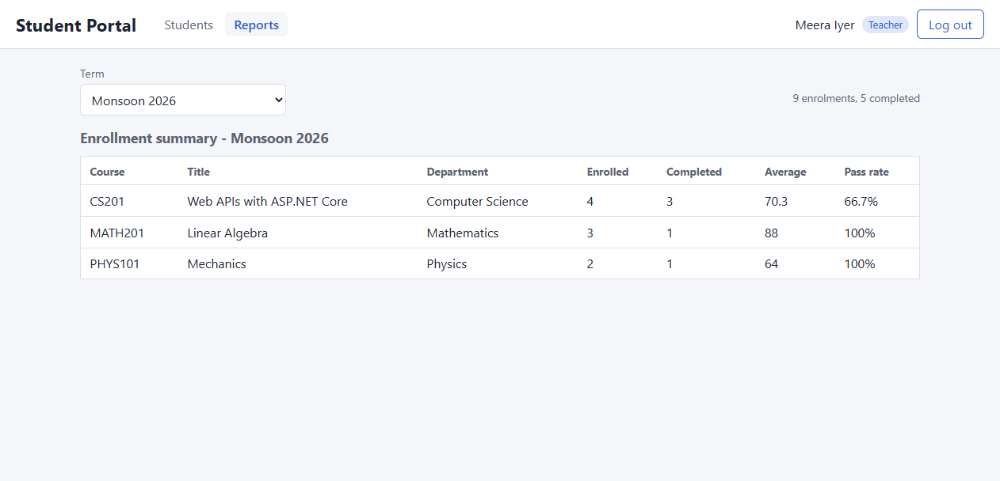 Student Portal Students Reports Meera Iyer Teacher Log out
Term
Monsoon 2026
9 enrolments, 5 completed
Enrollment summary - Monsoon 2026
Course Title Department Enrolled Completed Average Pass rate
CS201 Web APIs with ASP.NET Core Computer Science 4 3 70.3 66.7%
MATH201 Linear Algebra Mathematics 3 1 88 100%
PHYS101 Mechanics Physics 2 1 64 100%